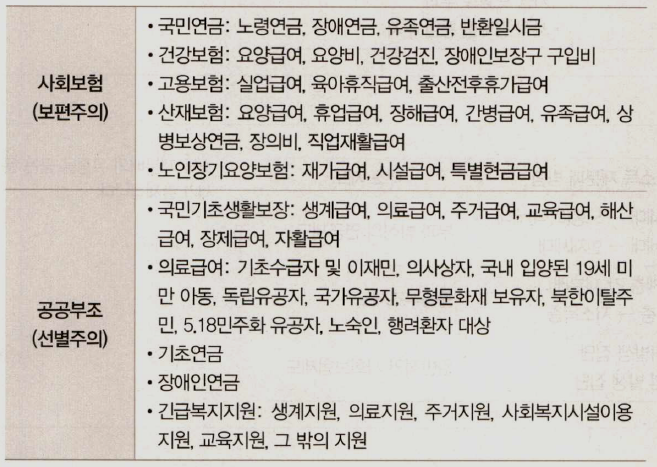 사회보험
(보편주의)
• 국민연금: 노령연금, 장애연금, 유족연금, 반환일시금
• 건강보험: 요양급여, 요양비, 건강검진, 장애인보장구 구입비
• 고용보험: 실업급여, 육아휴직급여, 출산전후휴가급여
• 산재보험: 요양급여, 휴업급여, 장해급여, 간병급여, 유족급여, 상
병보상연금, 장의비, 직업재활급여
• 노인장기요양보험: 재가급여, 시설급여, 특별현금급여
공공부조
(선별주의)
• 국민기초생활보장: 생계급여, 의료급여, 주거급여, 교육급여, 해산
급여, 장제급여, 자활급여
• 의료급여: 기초수급자 및 이재민, 의사상자, 국내 입양된 19세 미
만 아동, 독립유공자, 국가유공자, 무형문화재 보유자, 북한이탈주
민, 5.18민주화 유공자, 노숙인, 행려환자 대상
• 기초연금
• 장애인연금
• 긴급복지지원: 생계지원, 의료지원, 주거지원, 사회복지시설이용
지원, 교육지원, 그 밖의 지원